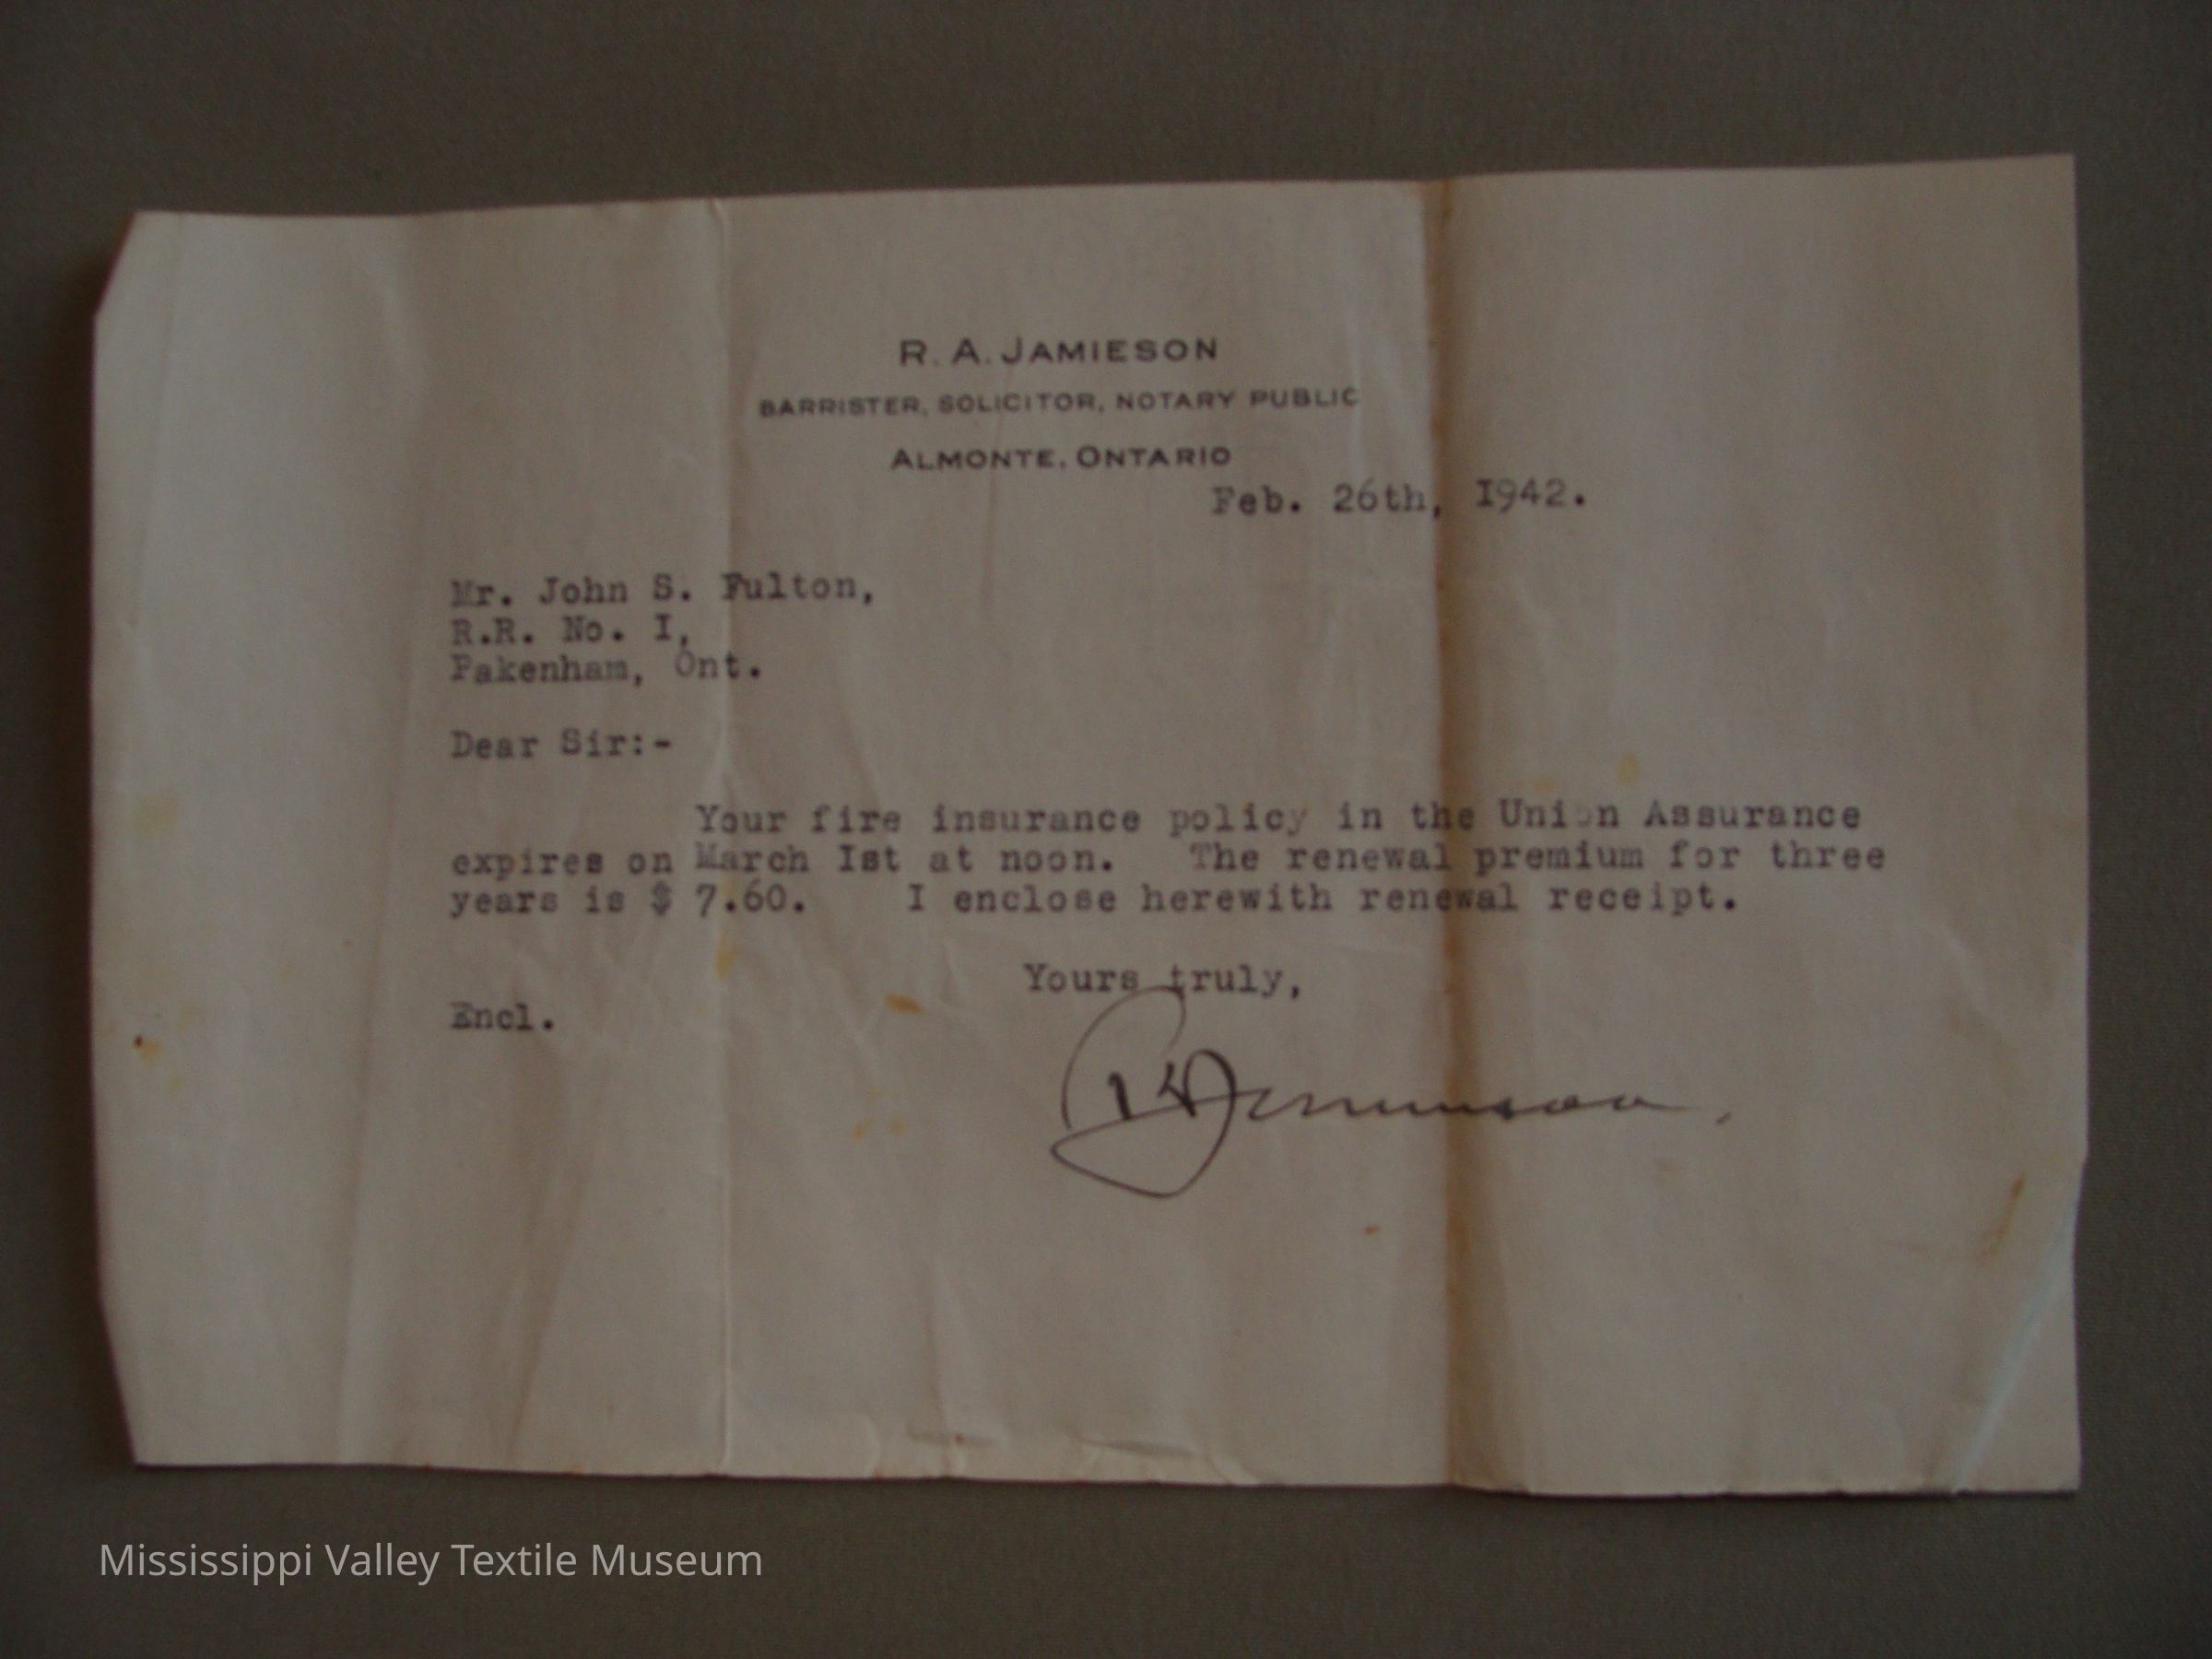 R. A. JAMIESON
BARRISTER, SOLICITOR, NOTARY PUBLIC
ALMONTE, ONTARIO
Feb. 26th, I942.
Mr. John S. Fulton,
R.R. No. I,
Pakenham, Ont.
Dear Sir:-
Your fire insurance policy in the Union Assurance
expires on March Ist at noon. The renewal premium for three
years is $ 7.60. I enclose herewith renewal receipt.
Yours truly,
Encl.
RAJamieson.
Mississippi Valley Textile Museum